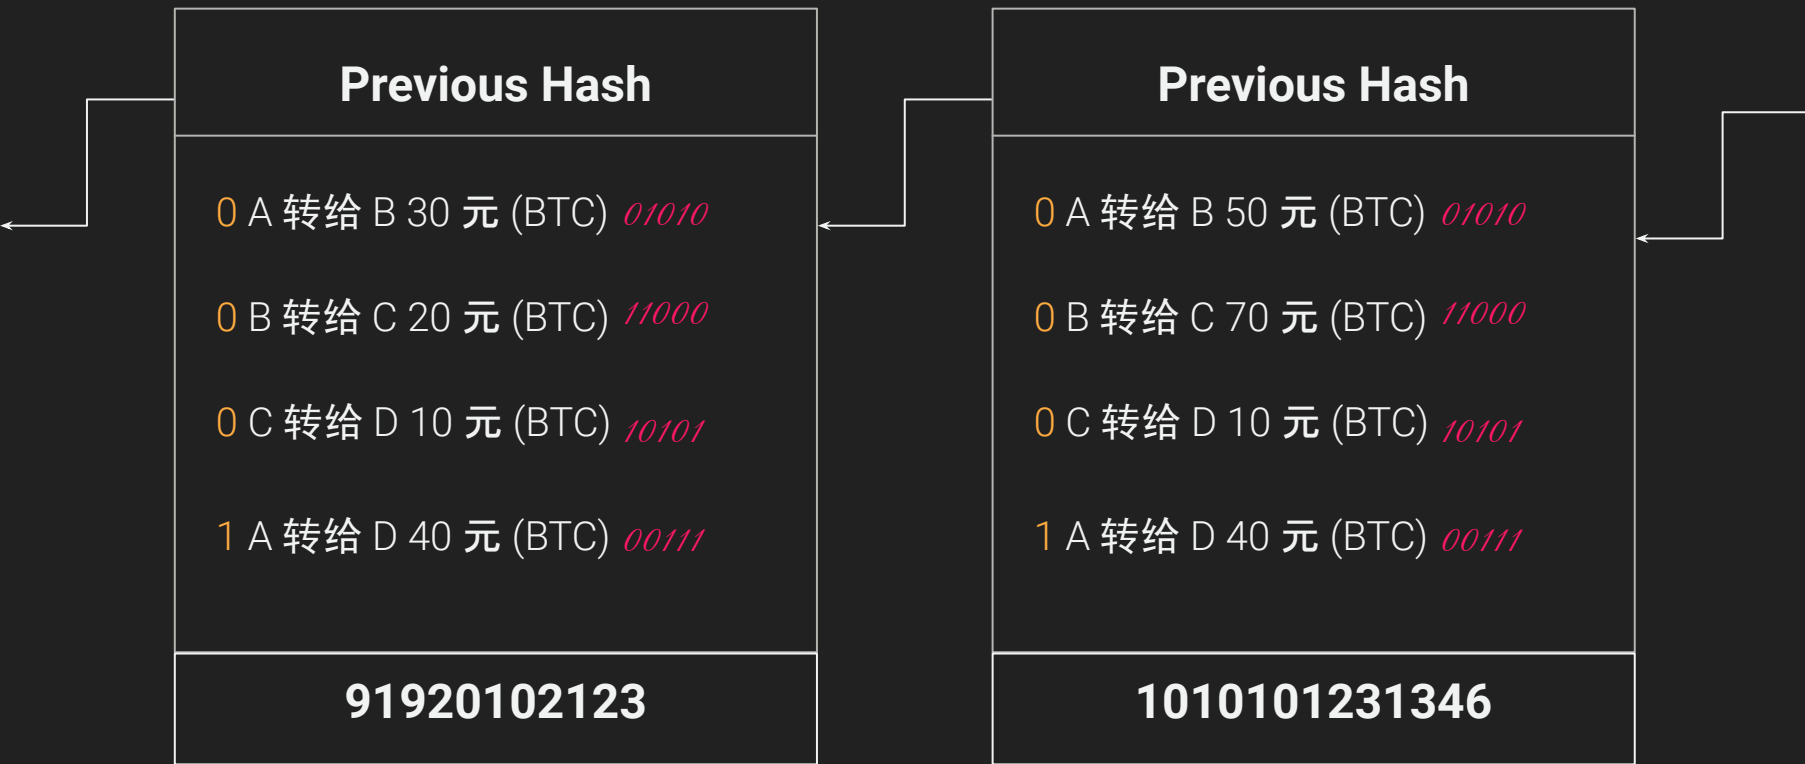 Previous Hash
0 A 转给 B 30 元 (BTC) 01010
0 B 转给 C 20 元 (BTC) 11000
0 C 转给 D 10 元 (BTC) 10101
1 A 转给 D 40 元 (BTC) 00111
91920102123
Previous Hash
0 A 转给 B 50 元 (BTC) 01010
0 B 转给 C 70 元 (BTC) 11000
0 C 转给 D 10 元 (BTC) 10101
1 A 转给 D 40 元 (BTC) 00111
1010101231346